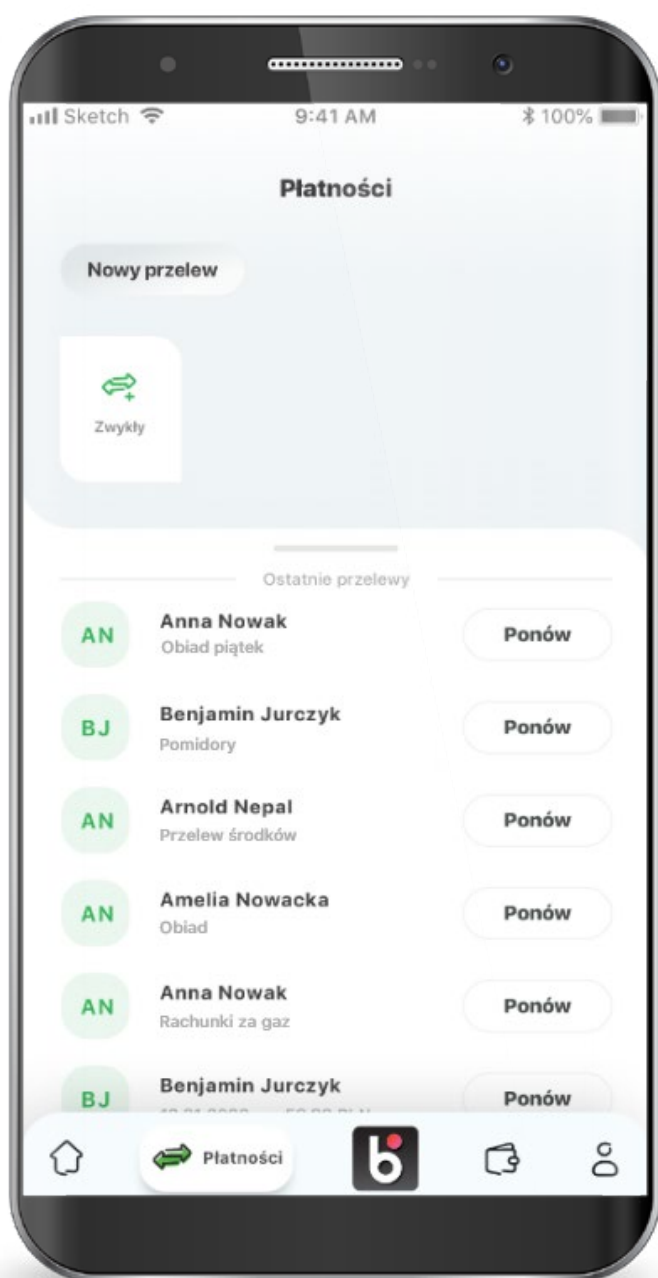 Sketch 9:41 AM 100%
Płatności
Nowy przelew
Zwykły
Ostatnie przelewy
AN Anna Nowak Ponów
Obiad piątek
BJ Benjamin Jurczyk Ponów
Pomidory
AN Arnold Nepal Ponów
Przelew środków
AN Amelia Nowacka Ponów
Obiad
AN Anna Nowak Ponów
Rachunki za gaz
BJ Benjamin Jurczyk Ponów
Płatności b